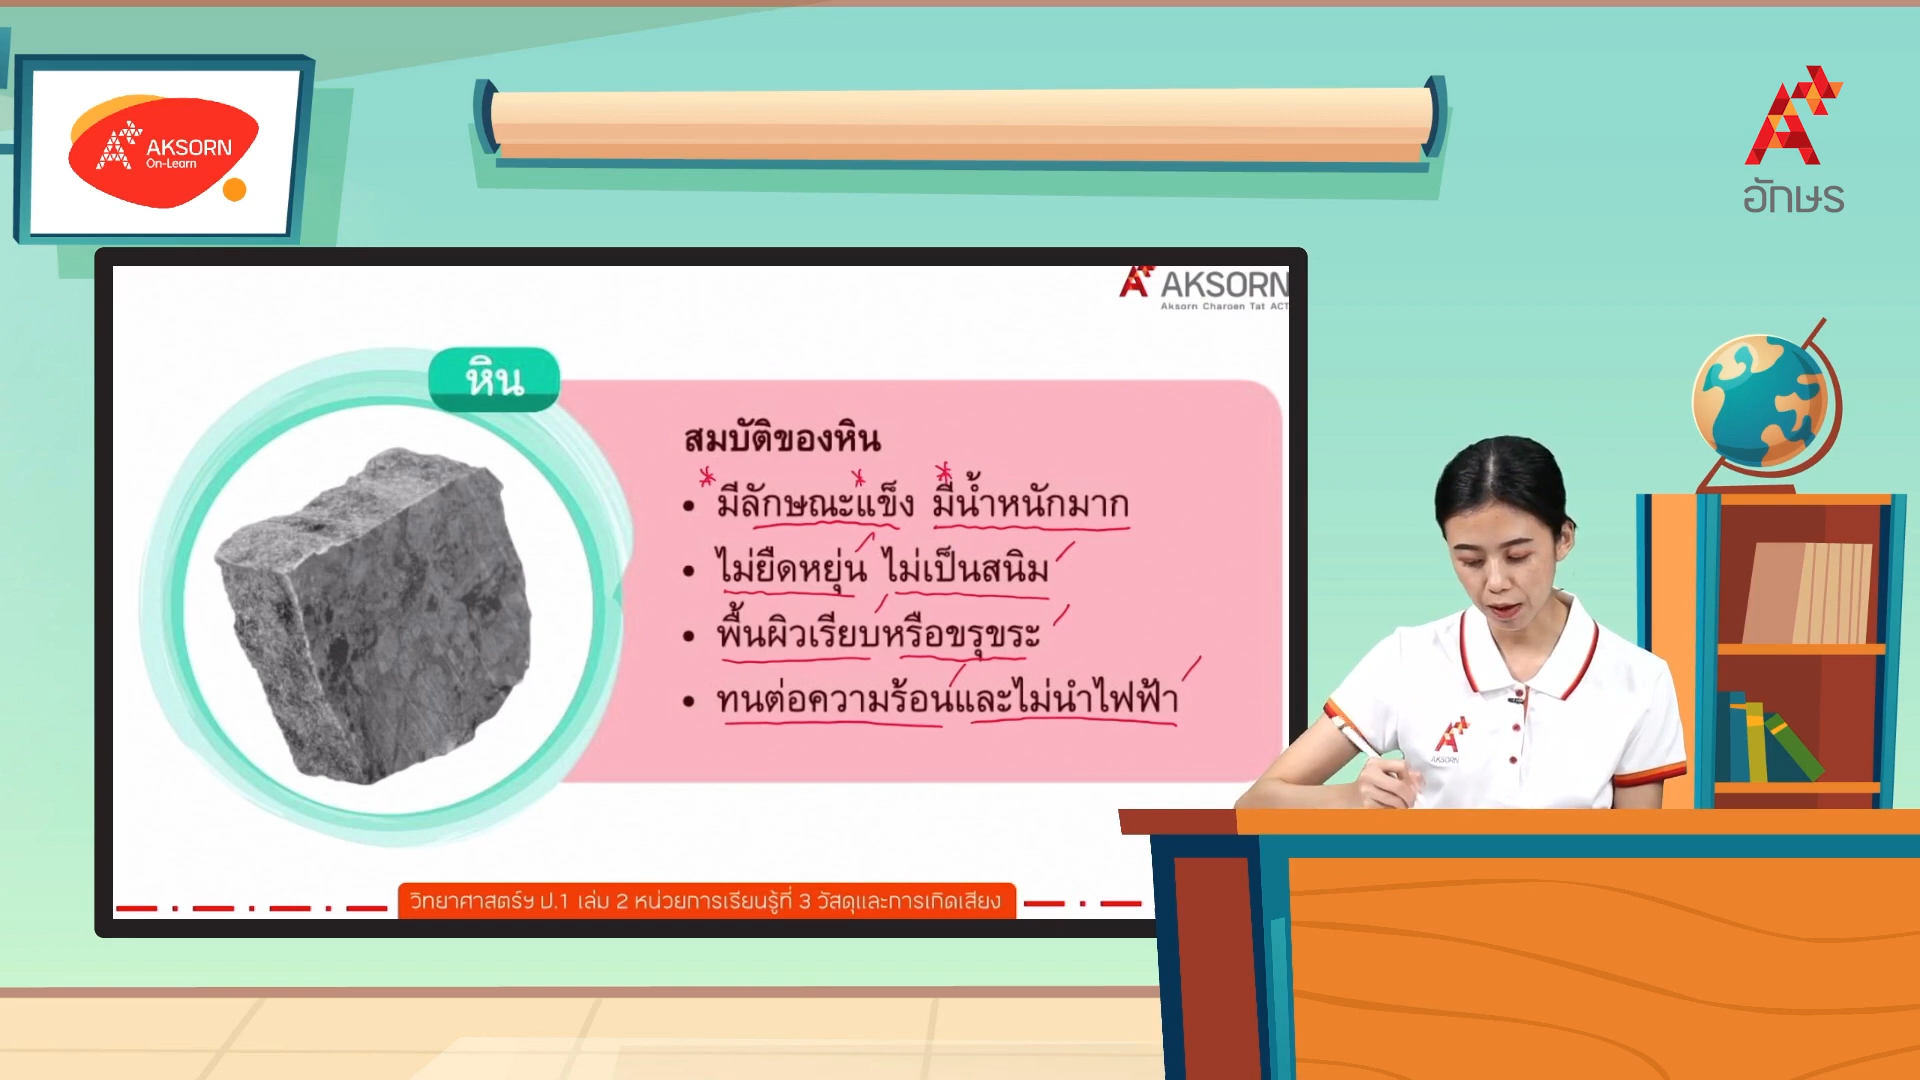 AKSORN
On-Learn
อักษร
AKSORN
Aksorn Charoen Tat ACT
หิน
สมบัติของหิน
• มีลักษณะแข็ง มีน้ำหนักมาก
• ไม่ยืดหยุ่น ไม่เป็นสนิม
• พื้นผิวเรียบหรือขรุขระ
• ทนต่อความร้อนและไม่นำไฟฟ้า
AKSORN
วิทยาศาสตร์ฯ ป.1 เล่ม 2 หน่วยการเรียนรู้ที่ 3 วัสดุและการเกิดเสียง